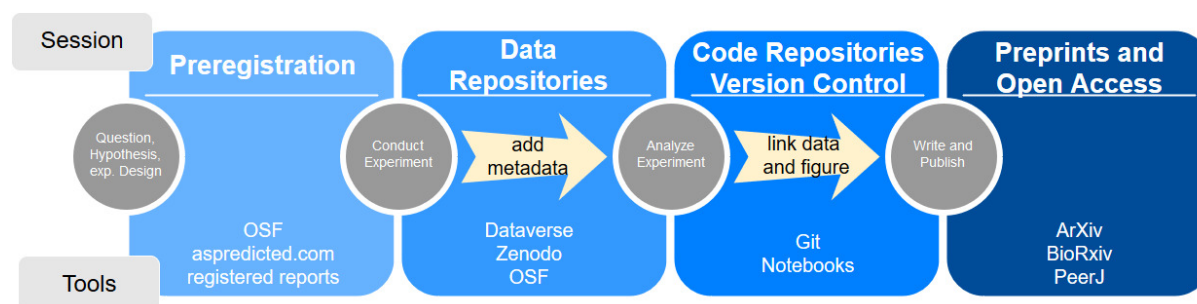 Session
Preregistration
Data
Repositories
Code Repositories
Version Control
Preprints and
Open Access
Question,
Hypothesis,
exp. Design
Conduct
Experiment
add
metadata
Analyze
Experiment
link data
and figure
Write and
Publish
OSF
aspredicted.com
registered reports
Dataverse
Zenodo
OSF
Git
Notebooks
ArXiv
BioRxiv
PeerJ
Tools